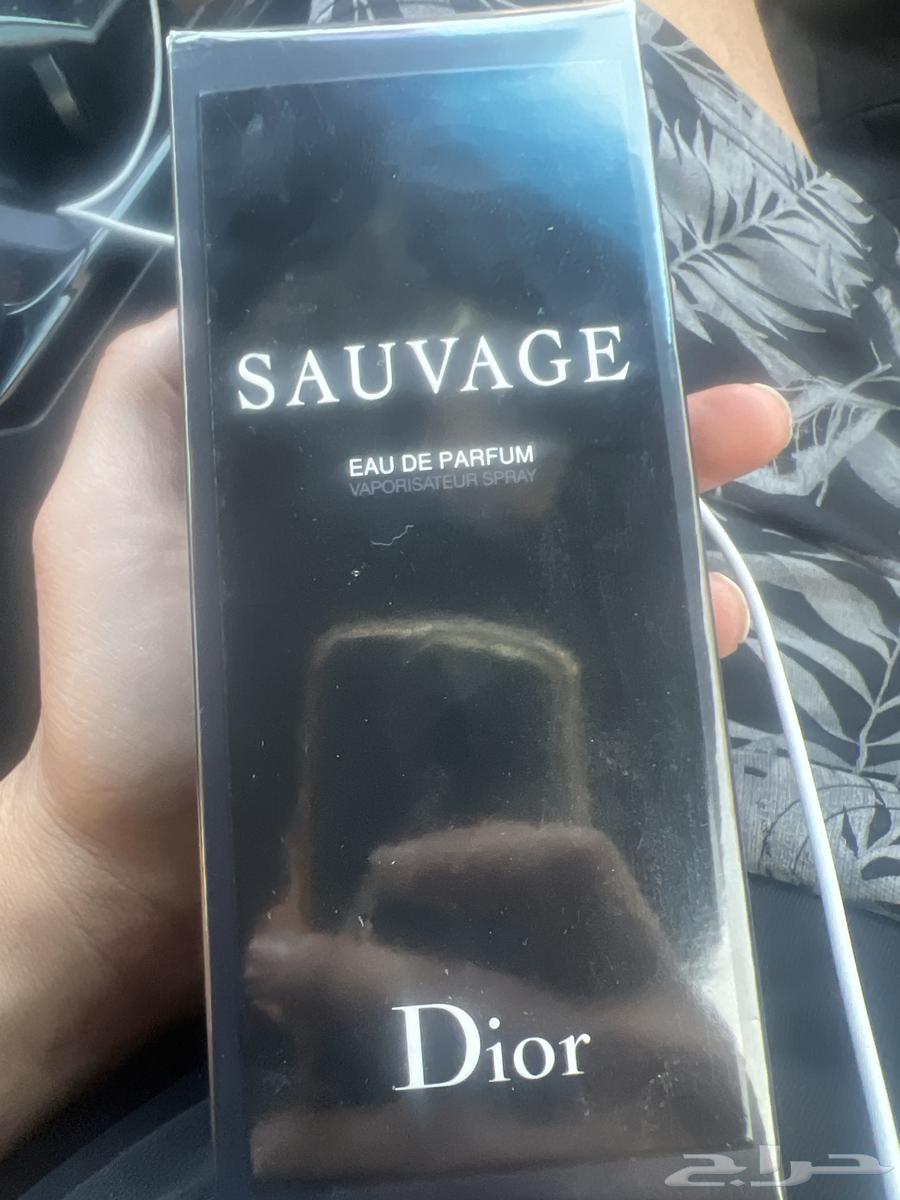 SAUVAGE
EAU DE PARFUM
VAPORISATEUR SPRAY
Dior
حراج